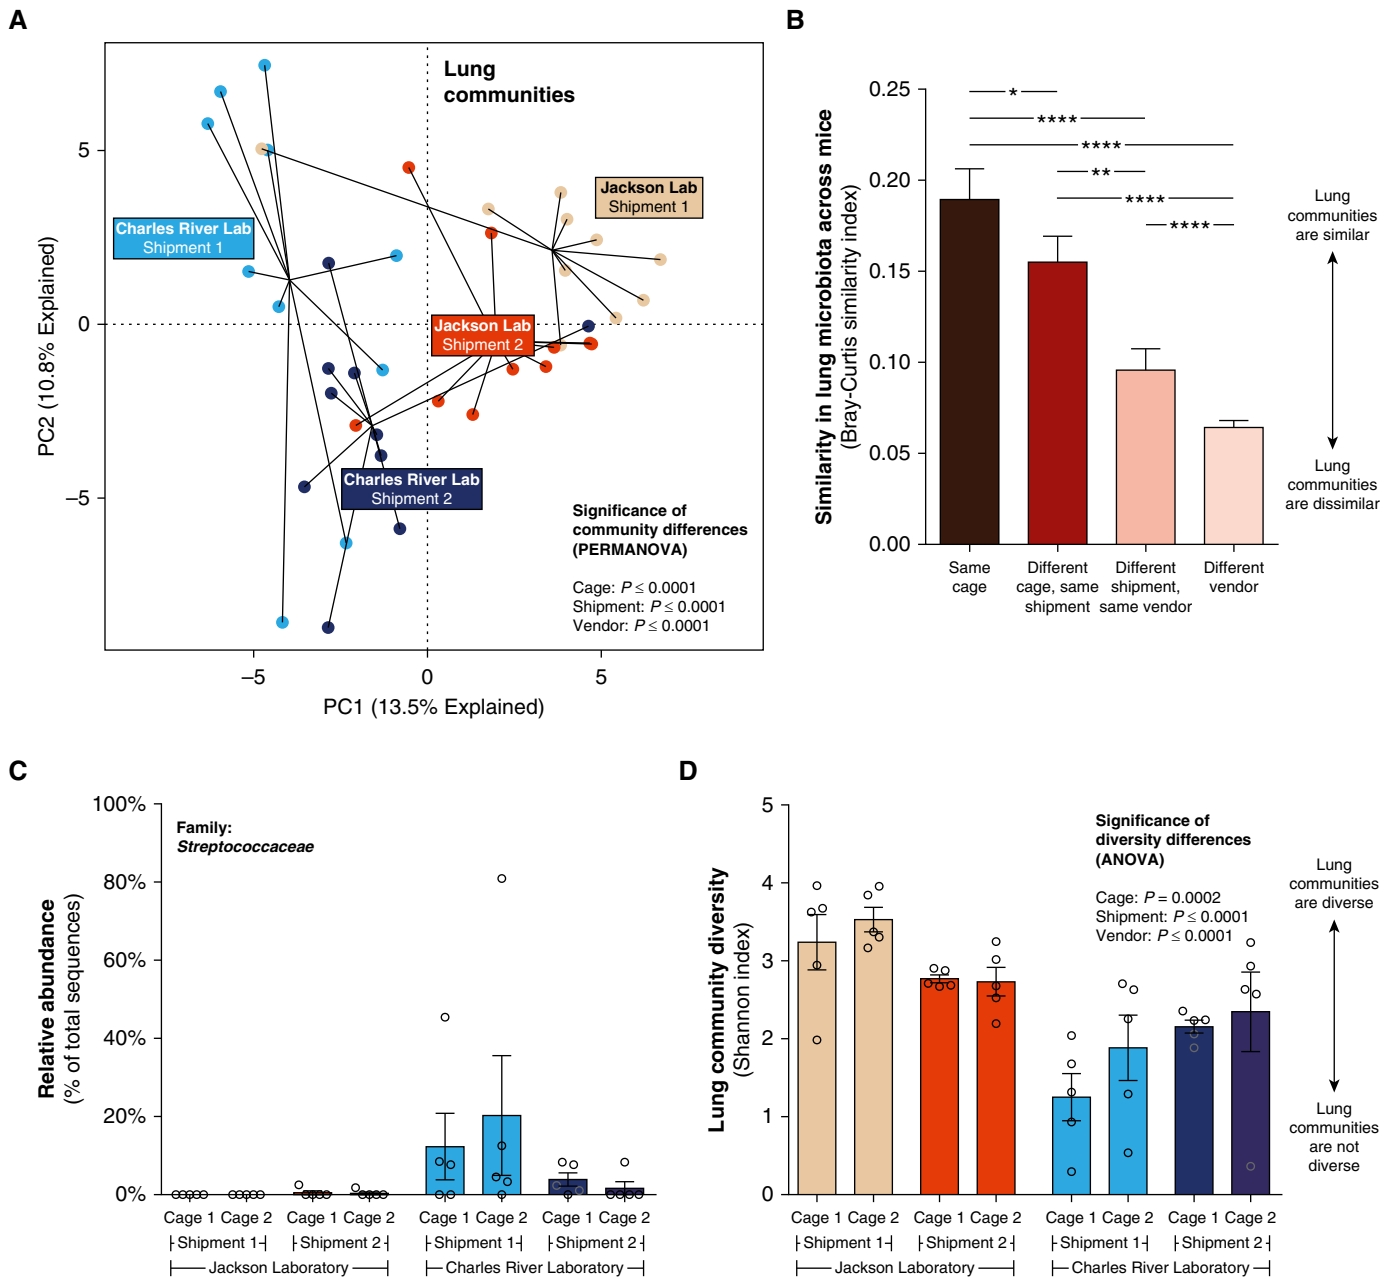 A
Lung
communities
Jackson Lab
Shipment 1
Charles River Lab
Shipment 1
Jackson Lab
Shipment 2
Charles River Lab
Shipment 2
Significance of
community differences
(PERMANOVA)
Cage: P ≤ 0.0001
Shipment: P ≤ 0.0001
Vendor: P ≤ 0.0001
PC2 (10.8% Explained)
5
0
–5
–5
0
5
PC1 (13.5% Explained)
B
Similarity in lung microbiota across mice
(Bray-Curtis similarity index)
0.25
0.20
0.15
0.10
0.05
0.00
*
****
****
**
****
****
Same
cage
Different
cage, same
shipment
Different
shipment,
same vendor
Different
vendor
Lung
communities
are similar
Lung
communities
are dissimilar
C
Relative abundance
(% of total sequences)
100%
80%
60%
40%
20%
0%
Family:
Streptococcaceae
Cage 1 Cage 2 Cage 1 Cage 2 Cage 1 Cage 2 Cage 1 Cage 2
Shipment 1 Shipment 2 Shipment 1 Shipment 2
Jackson Laboratory Charles River Laboratory
D
Lung community diversity
(Shannon index)
5
4
3
2
1
0
Significance of
diversity differences
(ANOVA)
Cage: P = 0.0002
Shipment: P ≤ 0.0001
Vendor: P ≤ 0.0001
Cage 1 Cage 2 Cage 1 Cage 2 Cage 1 Cage 2 Cage 1 Cage 2
Shipment 1 Shipment 2 Shipment 1 Shipment 2
Jackson Laboratory Charles River Laboratory
Lung
communities
are diverse
Lung
communities
are not
diverse